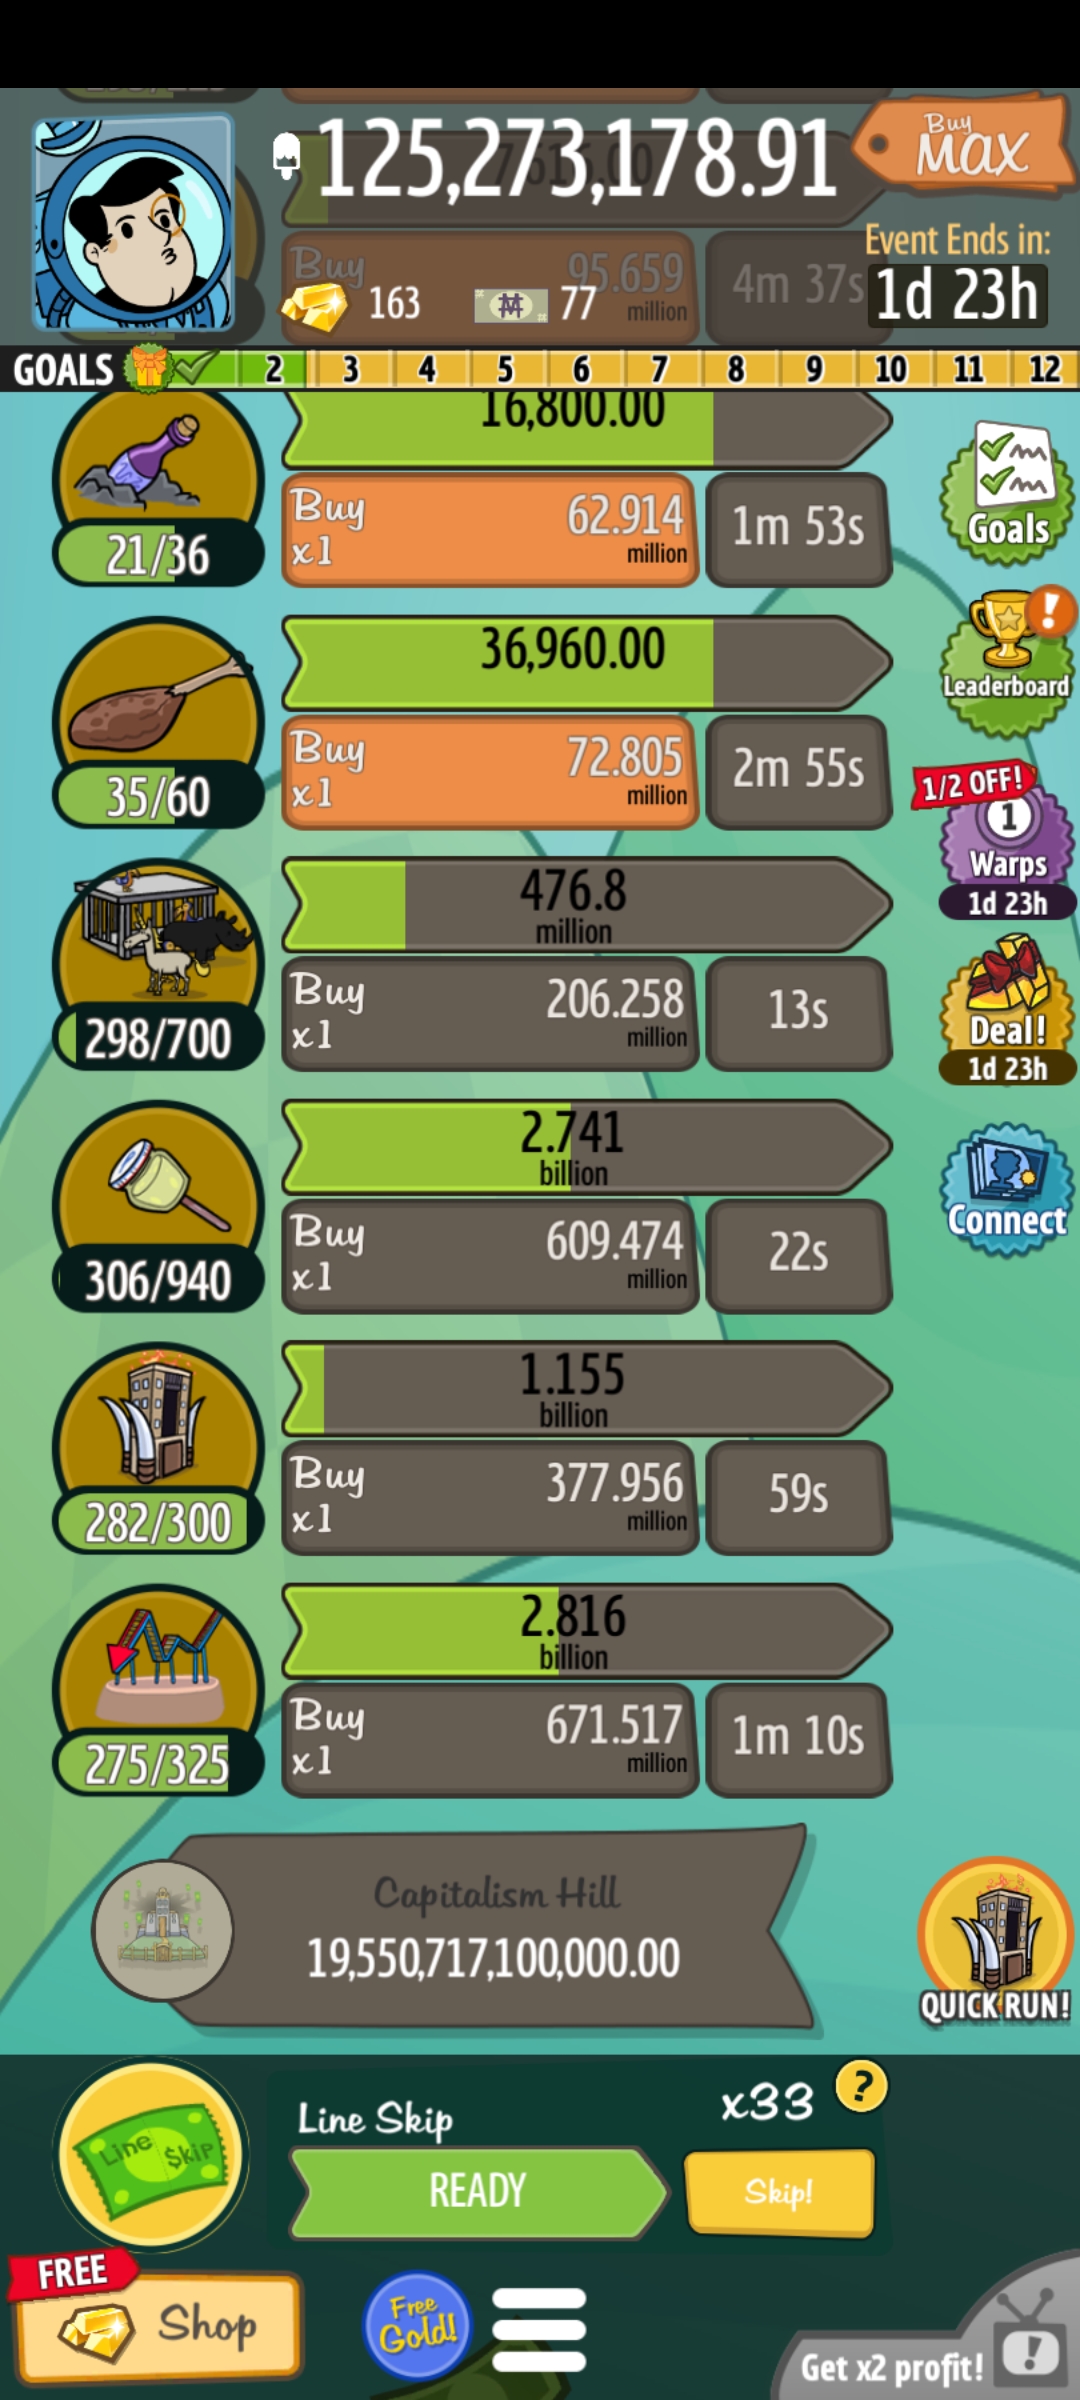 125,273,178.91
Buy
MAX
Buy
95.659
million
4m 37s
163
77
Event Ends in:
1d 23h
GOALS 2 3 4 5 6 7 8 9 10 11 12
16,800.00
21/36
Buy
x1
62.914
million
1m 53s
Goals
36,960.00
35/60
Buy
x1
72.805
million
2m 55s
Leaderboard
1/2 OFF!
1
Warps
1d 23h
476.8
million
298/700
Buy
x1
206.258
million
13s
Deal!
1d 23h
2.741
billion
306/940
Buy
x1
609.474
million
22s
Connect
1.155
billion
282/300
Buy
x1
377.956
million
59s
2.816
billion
275/325
Buy
x1
671.517
million
1m 10s
Capitalism Hill
19,550,717,100,000.00
QUICK RUN!
Line $kip
Line Skip
x33
?
READY
Skip!
FREE
Shop
Free
Gold!
Get x2 profit!